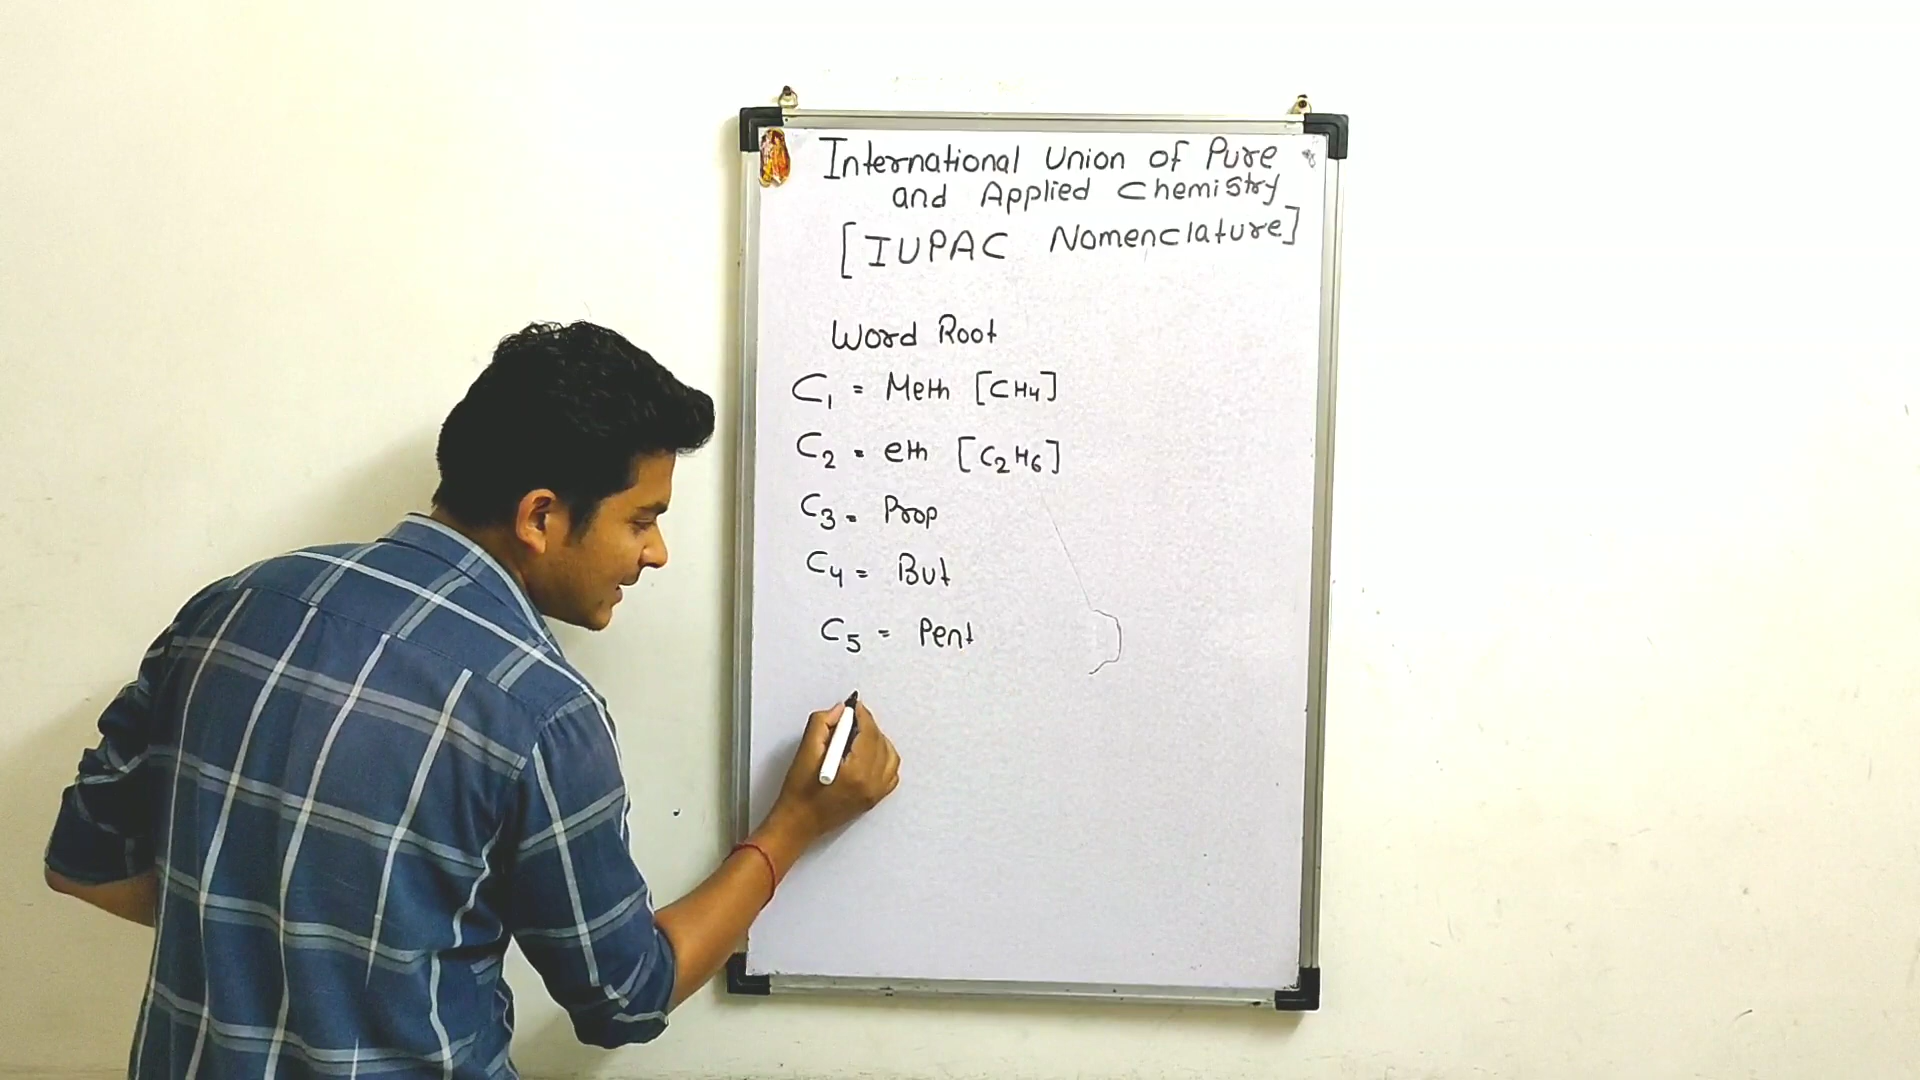 International Union of Pure
and Applied Chemistry
[IUPAC Nomenclature]
Word Root
C1 = Meth [CH4]
C2 = eth [C2H6]
C3 = Prop
C4 = But
C5 = Pent